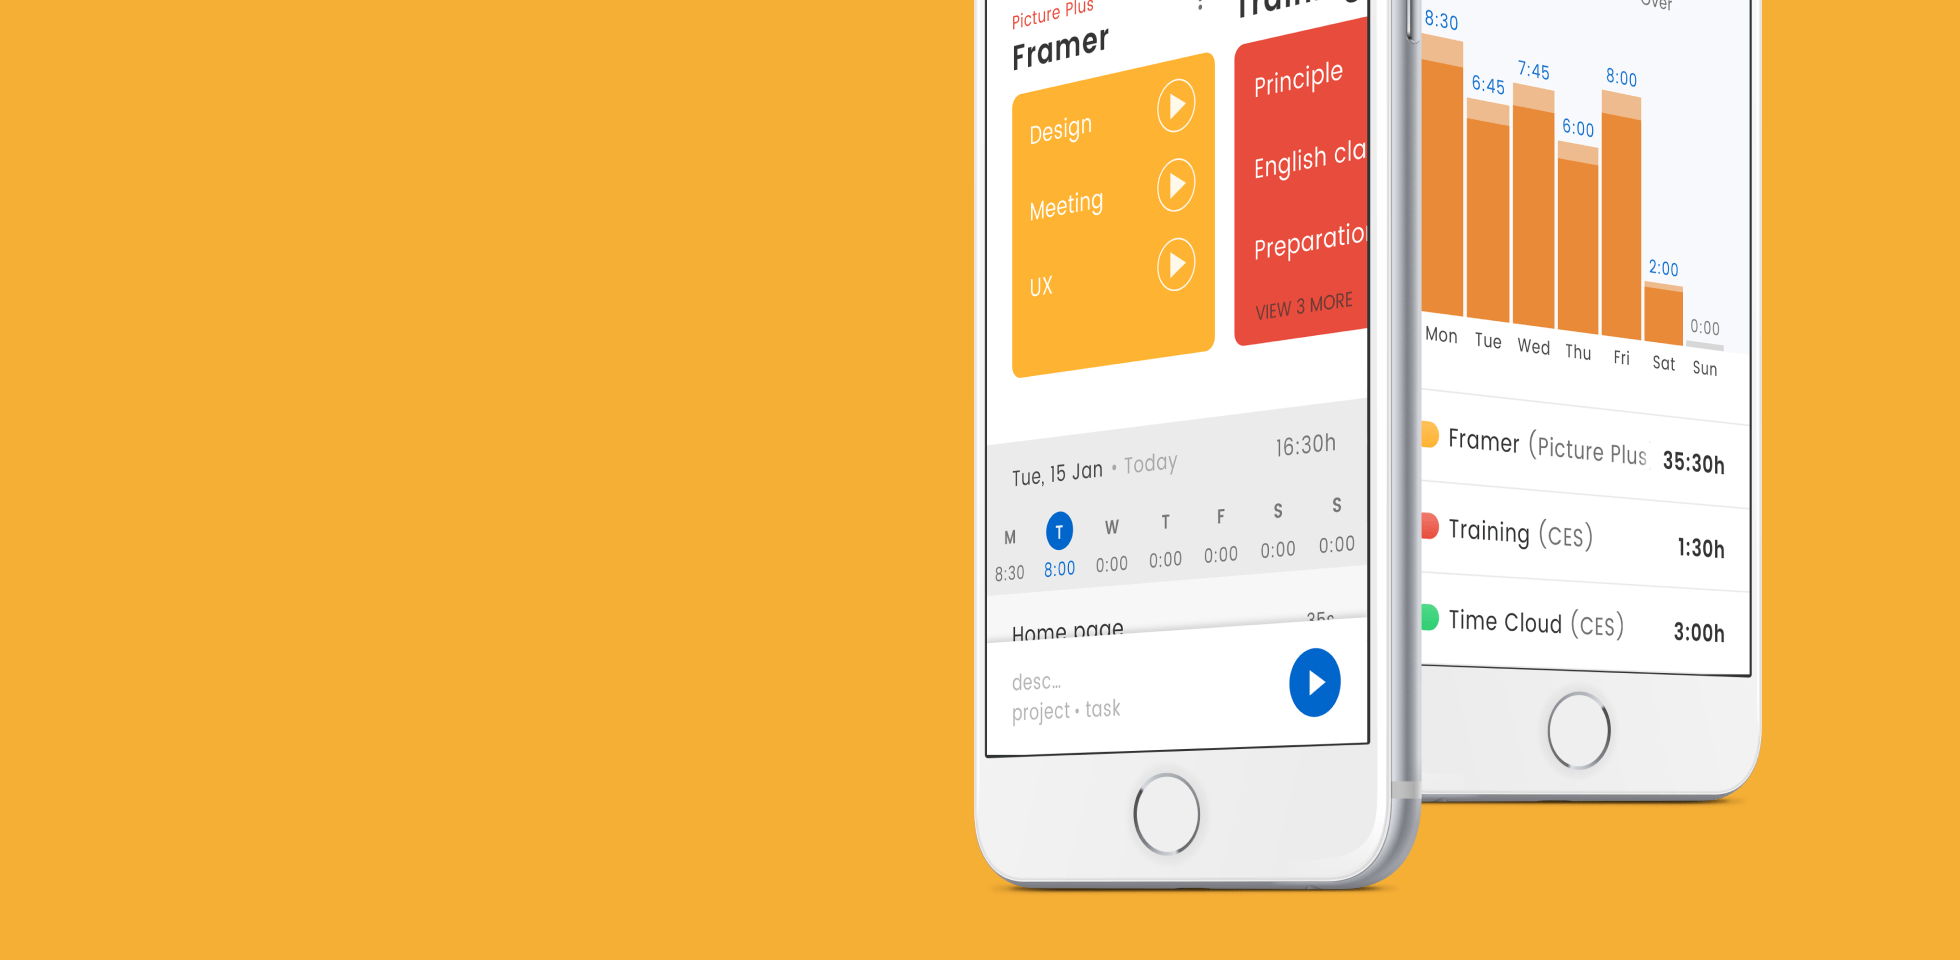 Picture Plus
Framer
Design
Meeting
UX
Principle
English cla
Preparation
VIEW 3 MORE
Tue, 15 Jan • Today 16:30h
M T W T F S S
8:30 8:00 0:00 0:00 0:00 0:00 0:00
Home page 35s
desc...
project • task
Over
8:30 6:45 7:45 6:00 8:00 2:00 0:00
Mon Tue Wed Thu Fri Sat Sun
Framer (Picture Plus 35:30h
Training (CES) 1:30h
Time Cloud (CES) 3:00h